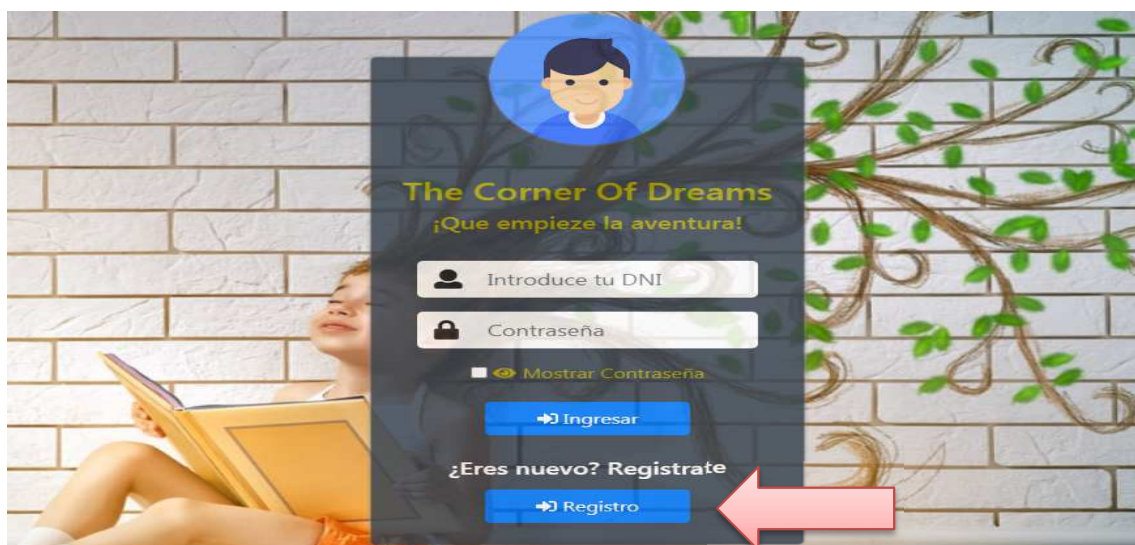 The Corner Of Dreams
¡Que empieze la aventura!
Introduce tu DNI
Contraseña
Mostrar Contraseña
Ingresar
¿Eres nuevo? Registrate
Registro